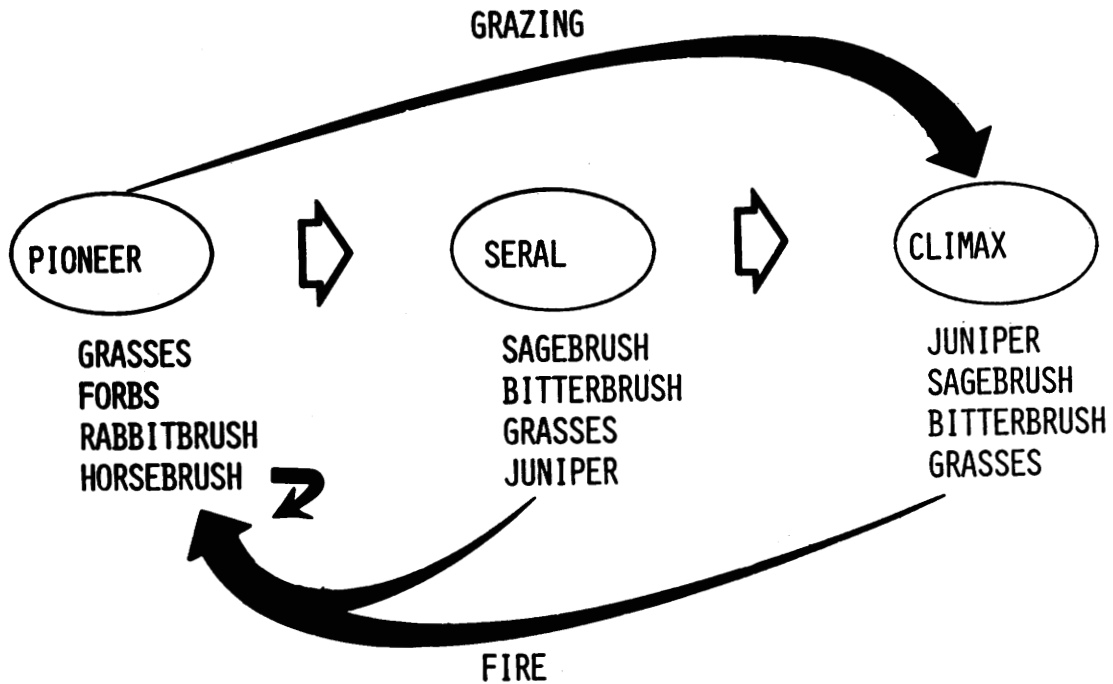 GRAZING
PIONEER
SERAL
CLIMAX
GRASSES
FORBS
RABBITBRUSH
HORSEBRUSH
SAGEBRUSH
BITTERBRUSH
GRASSES
JUNIPER
JUNIPER
SAGEBRUSH
BITTERBRUSH
GRASSES
FIRE